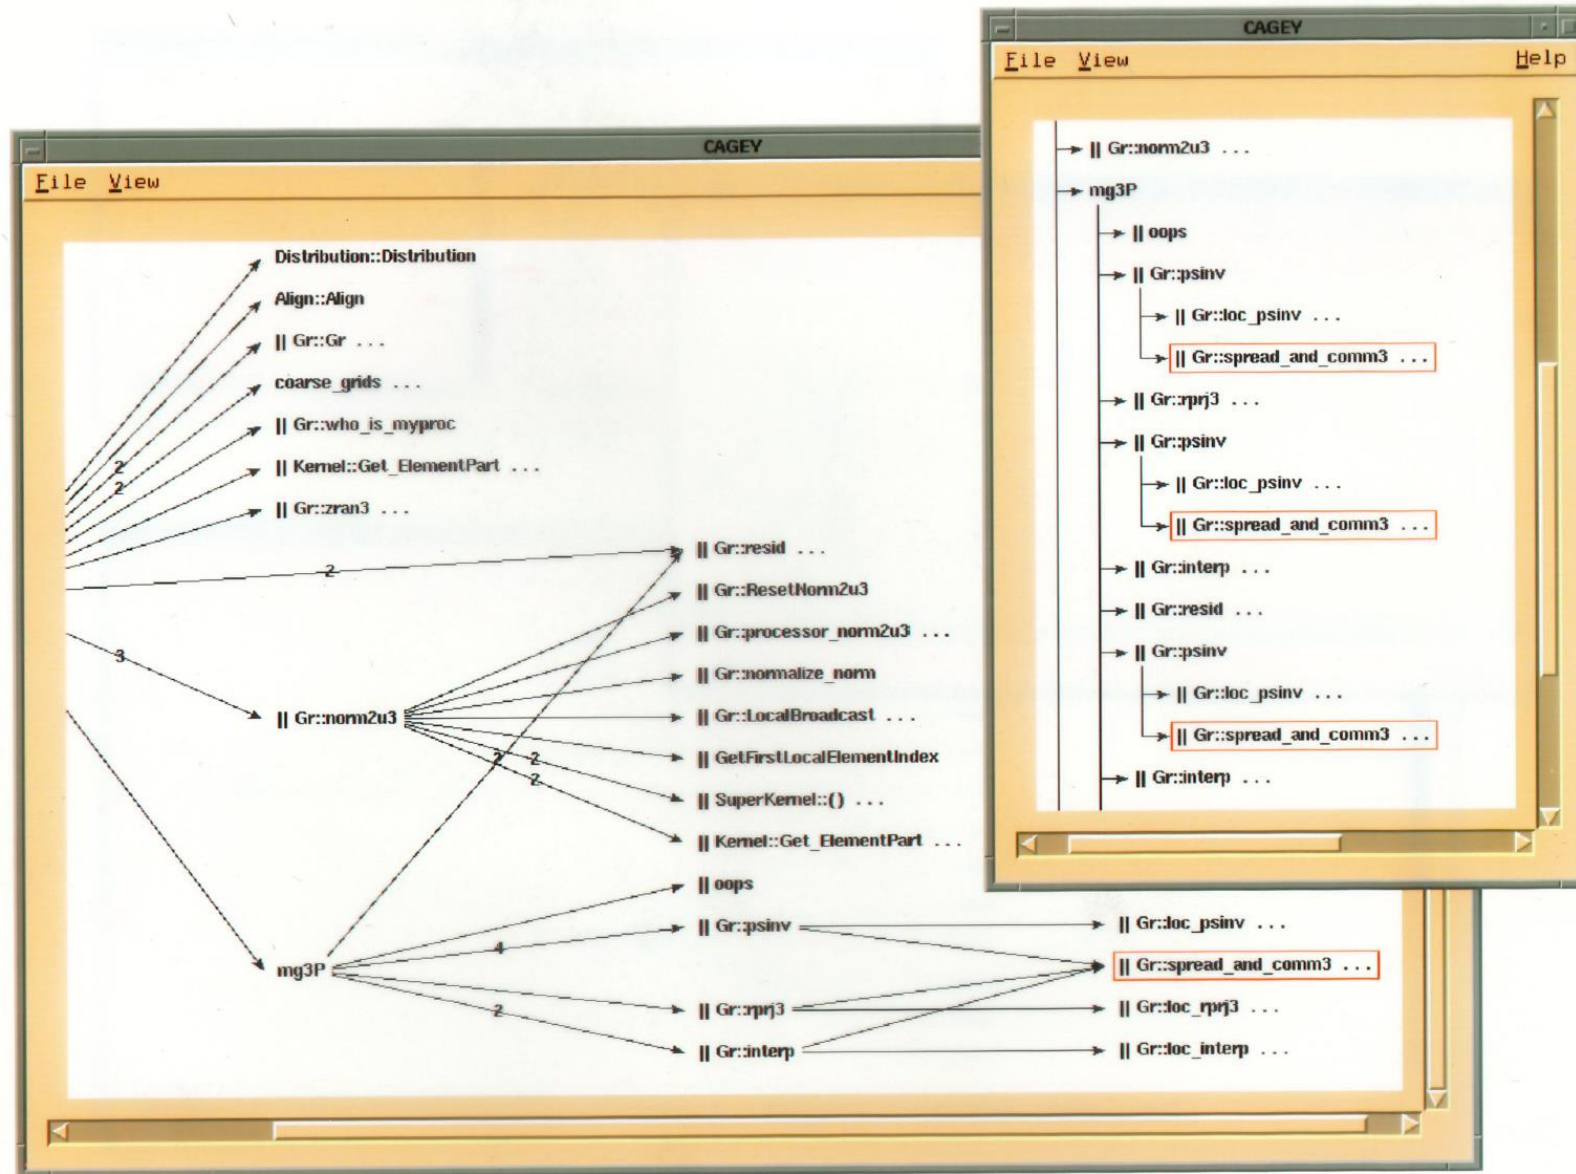 CAGEY
File View
Distribution::Distribution
Align::Align
|| Gr::Gr ...
coarse_grids ...
|| Gr::who_is_myproc
2
|| Kernel::Get_ElementPart ...
2
|| Gr::zran3 ...
|| Gr::resid ...
2
|| Gr::ResetNorm2u3
|| Gr::processor_norm2u3 ...
3
|| Gr::normalize_norm
|| Gr::norm2u3
|| Gr::LocalBroadcast ...
2 2
|| GetFirstLocalElementIndex
2
|| SuperKernel::() ...
|| Kernel::Get_ElementPart ...
|| oops
4
|| Gr::psinv
|| Gr::loc_psinv ...
mg3P
|| Gr::spread_and_comm3 ...
2
|| Gr::rprj3
|| Gr::loc_rprj3 ...
|| Gr::interp
|| Gr::loc_interp ...
CAGEY
File View Help
|| Gr::norm2u3 ...
mg3P
|| oops
|| Gr::psinv
|| Gr::loc_psinv ...
|| Gr::spread_and_comm3 ...
|| Gr::rprj3 ...
|| Gr::psinv
|| Gr::loc_psinv ...
|| Gr::spread_and_comm3 ...
|| Gr::interp ...
|| Gr::resid ...
|| Gr::psinv
|| Gr::loc_psinv ...
|| Gr::spread_and_comm3 ...
|| Gr::interp ...